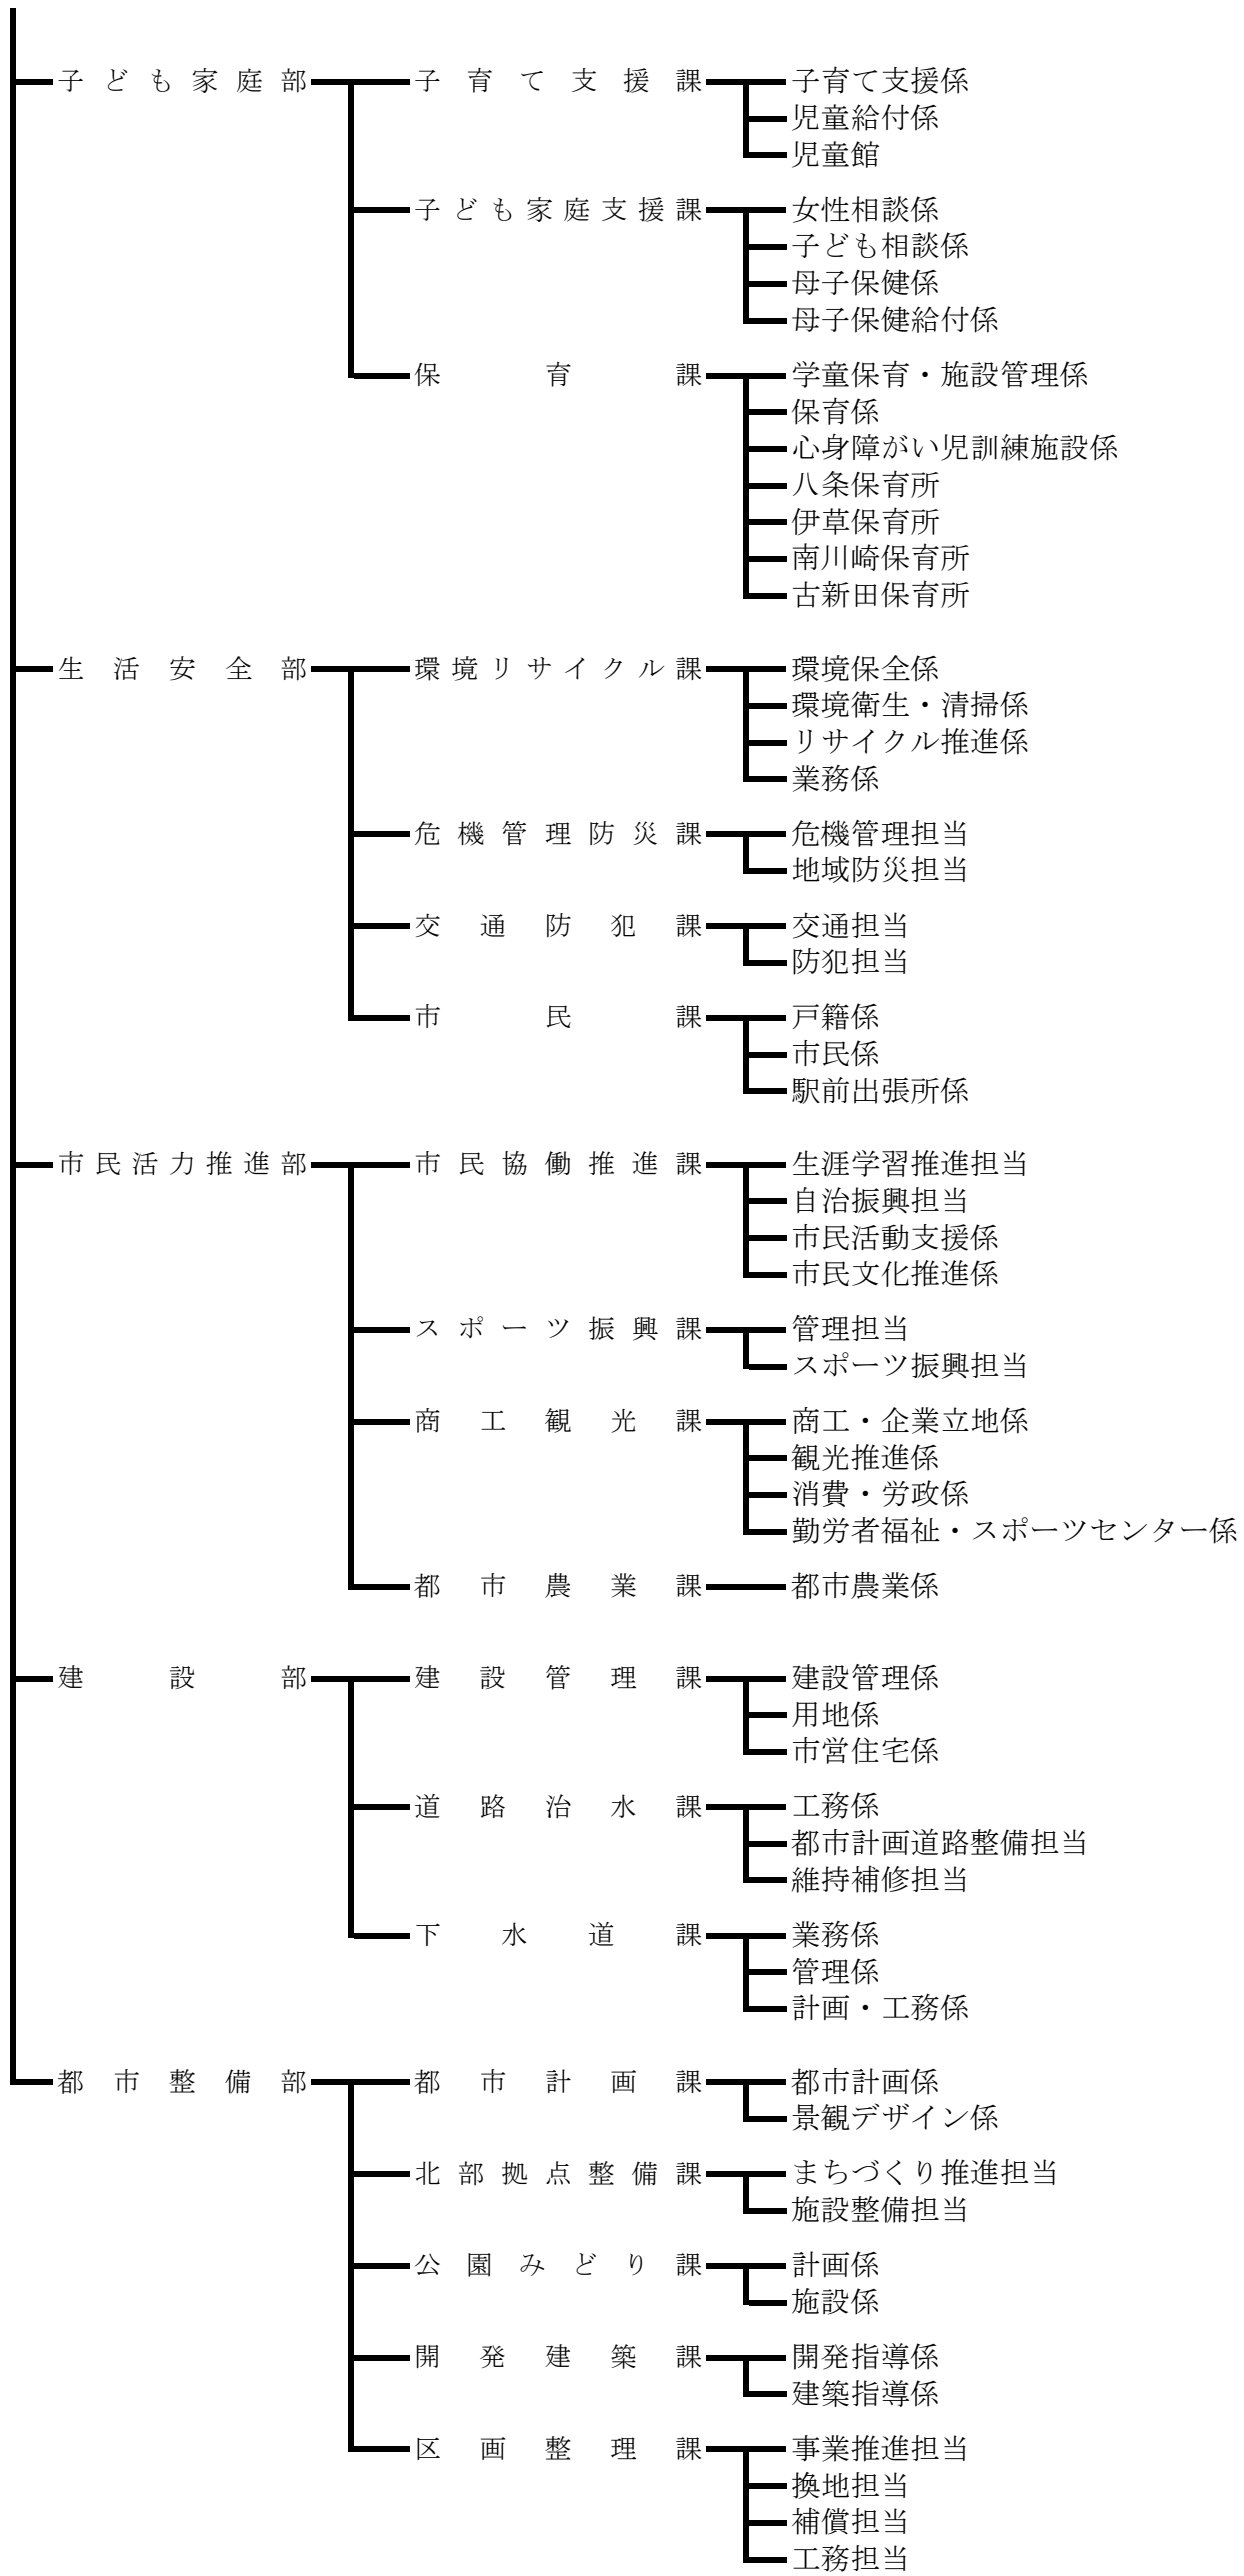 子ども家庭部 子育て支援課 子育て支援係
児童給付係
児童館
子ども家庭支援課 女性相談係
子ども相談係
母子保健係
母子保健給付係
保育課 学童保育・施設管理係
保育係
心身障がい児訓練施設係
八条保育所
伊草保育所
南川崎保育所
古新田保育所
生活安全部 環境リサイクル課 環境保全係
環境衛生・清掃係
リサイクル推進係
業務係
危機管理防災課 危機管理担当
地域防災担当
交通防犯課 交通担当
防犯担当
市民課 戸籍係
市民係
駅前出張所係
市民活力推進部 市民協働推進課 生涯学習推進担当
自治振興担当
市民活動支援係
市民文化推進係
スポーツ振興課 管理担当
スポーツ振興担当
商工観光課 商工・企業立地係
観光推進係
消費・労政係
勤労者福祉・スポーツセンター係
都市農業課 都市農業係
建設部 建設管理課 建設管理係
用地係
市営住宅係
道路治水課 工務係
都市計画道路整備担当
維持補修担当
下水道課 業務係
管理係
計画・工務係
都市整備部 都市計画課 都市計画係
景観デザイン係
北部拠点整備課 まちづくり推進担当
施設整備担当
公園みどり課 計画係
施設係
開発建築課 開発指導係
建築指導係
区画整理課 事業推進担当
換地担当
補償担当
工務担当